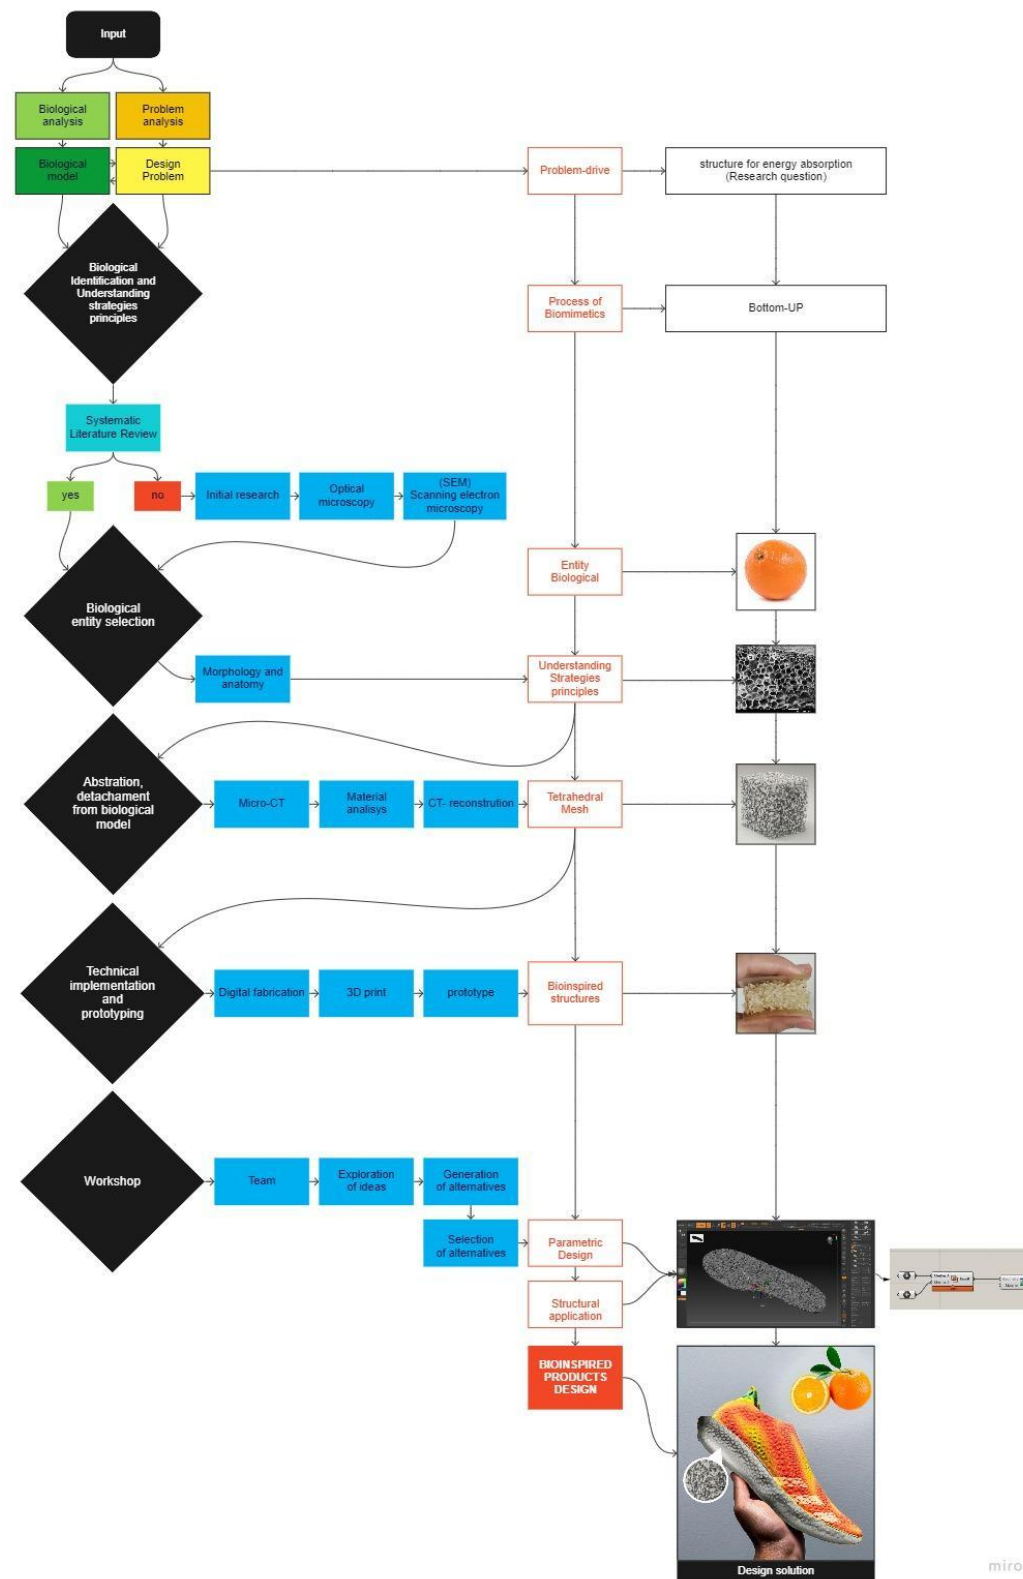 Input
Biological
analysis
Problem
analysis
Biological
model
Design
Problem
Problem-drive
structure for energy absorption
(Research question)
Biological
Identification and
Understanding
strategies
principles
Process of
Biomimetics
Bottom-UP
Systematic
Literature Review
yes
no
Initial research
Optical
microscopy
(SEM)
Scanning electron
microscopy
Entity
Biological
Biological
entity selection
Morphology and
anatomy
Understanding
Strategies
principles
Abstration,
detachament
from biological
model
Micro-CT
Material
analisys
CT- reconstrution
Tetrahedral
Mesh
Technical
implementation
and
prototyping
Digital fabrication
3D print
prototype
Bioinspired
structures
Workshop
Team
Exploration
of ideas
Generation
of alternatives
Selection
of alternatives
Parametric
Design
Structural
application
BIOINSPIRED
PRODUCTS
DESIGN
Design solution
miro